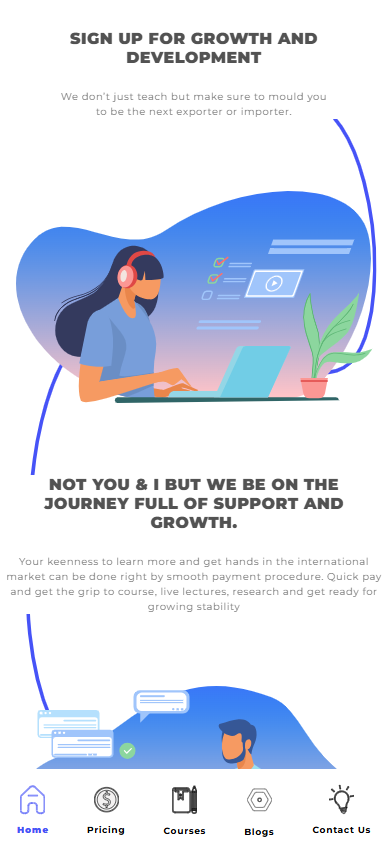 SIGN UP FOR GROWTH AND
DEVELOPMENT
We don't just teach but make sure to mould you
to be the next exporter or importer.
NOT YOU & I BUT WE BE ON THE
JOURNEY FULL OF SUPPORT AND
GROWTH.
Your keenness to learn more and get hands in the international
market can be done right by smooth payment procedure. Quick pay
and get the grip to course, live lectures, research and get ready for
growing stability
Home Pricing Courses Blogs Contact Us